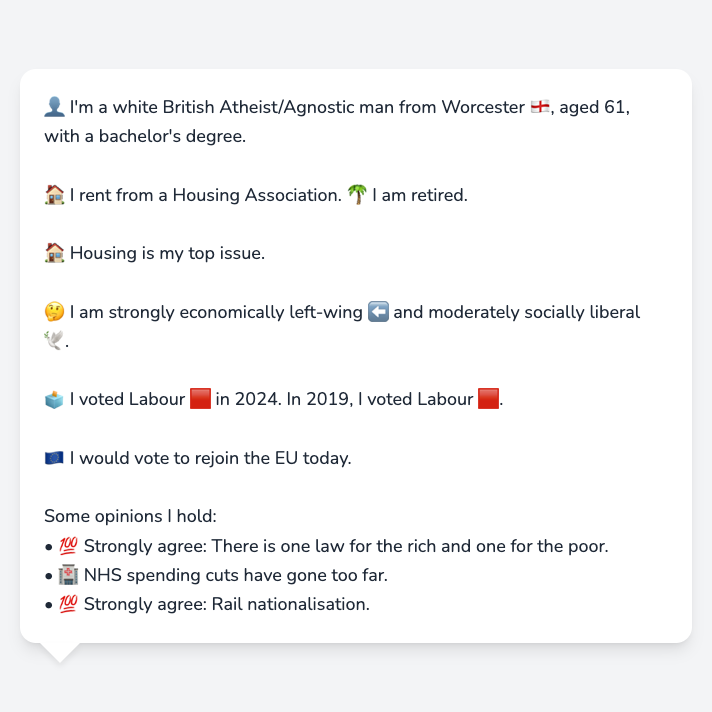 👤 I'm a white British Atheist/Agnostic man from Worcester 🏴󠁧󠁢󠁥󠁮󠁧󠁿, aged 61,
with a bachelor's degree.
🏠 I rent from a Housing Association. 🌴 I am retired.
🏠 Housing is my top issue.
🤔 I am strongly economically left-wing ⬅️ and moderately socially liberal
🕊️.
🗳️ I voted Labour 🟥 in 2024. In 2019, I voted Labour 🟥.
🇪🇺 I would vote to rejoin the EU today.
Some opinions I hold:
• 💯 Strongly agree: There is one law for the rich and one for the poor.
• 🏥 NHS spending cuts have gone too far.
• 💯 Strongly agree: Rail nationalisation.